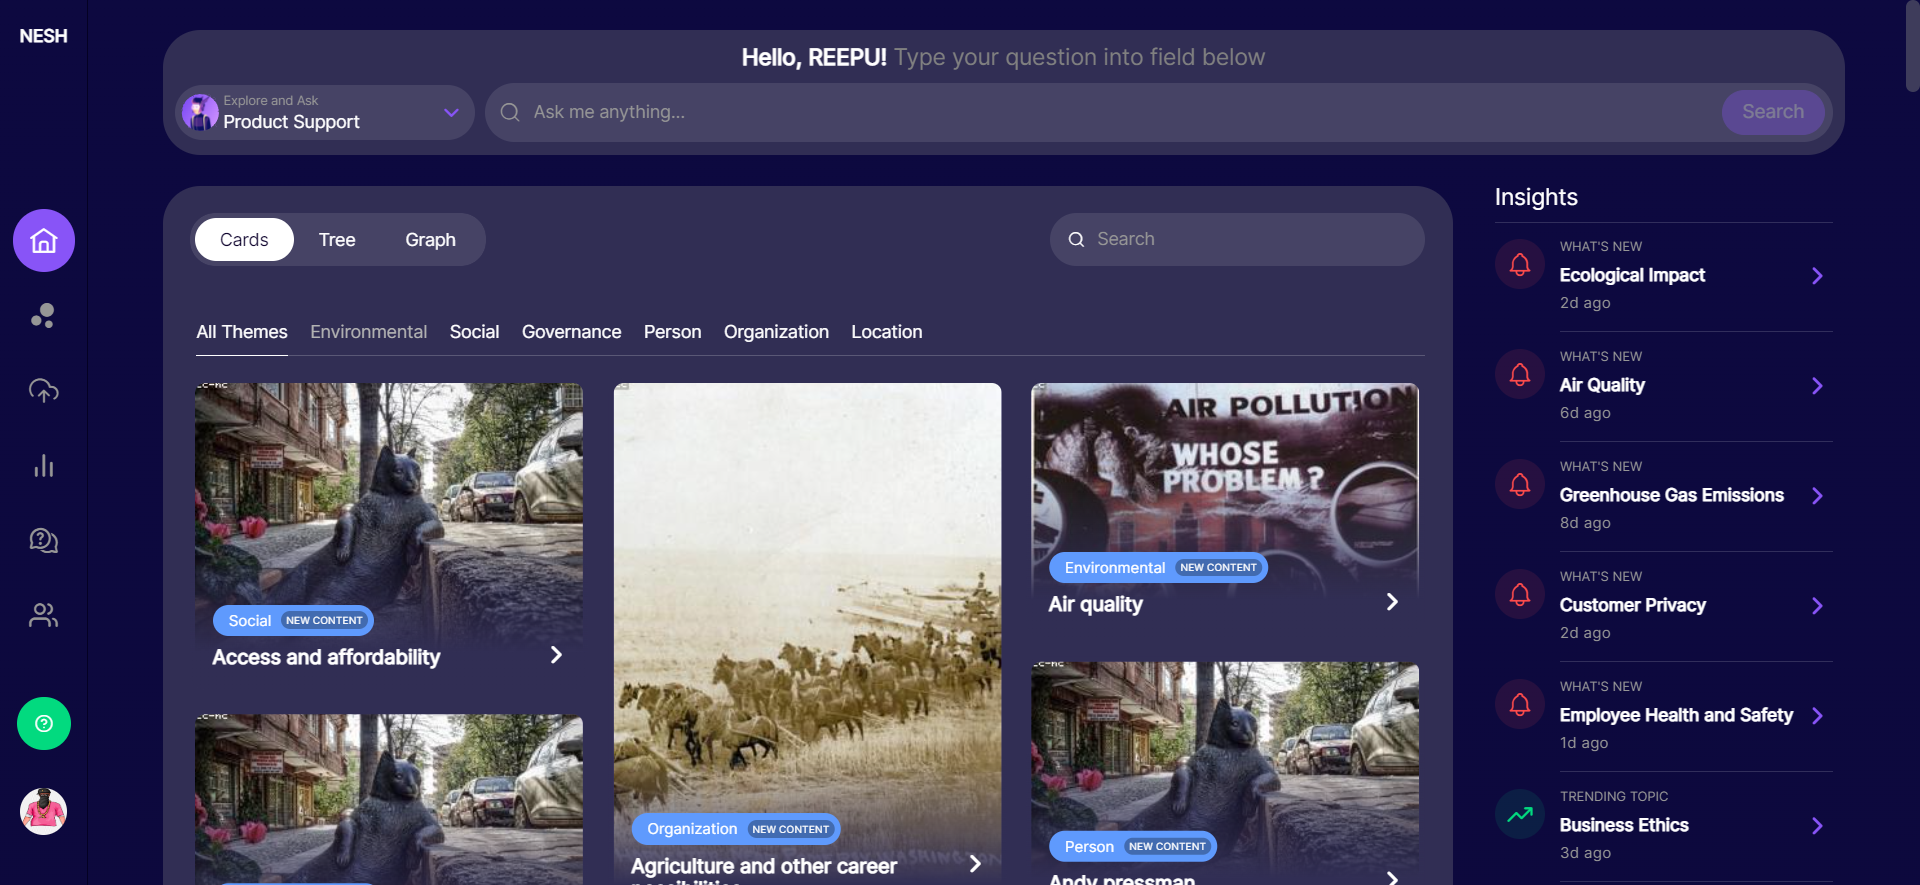 NESH
Hello, REEPU! Type your question into field below
Explore and Ask
Product Support
Ask me anything...
Search
Cards
Tree
Graph
Search
All Themes
Environmental
Social
Governance
Person
Organization
Location
Social
NEW CONTENT
Access and affordability
Organization
NEW CONTENT
Agriculture and other career
possibilities
AIR POLLUTION
WHOSE
PROBLEM?
Environmental
NEW CONTENT
Air quality
Person
NEW CONTENT
Andy pressman
Insights
WHAT'S NEW
Ecological Impact
2d ago
WHAT'S NEW
Air Quality
6d ago
WHAT'S NEW
Greenhouse Gas Emissions
8d ago
WHAT'S NEW
Customer Privacy
2d ago
WHAT'S NEW
Employee Health and Safety
1d ago
TRENDING TOPIC
Business Ethics
3d ago